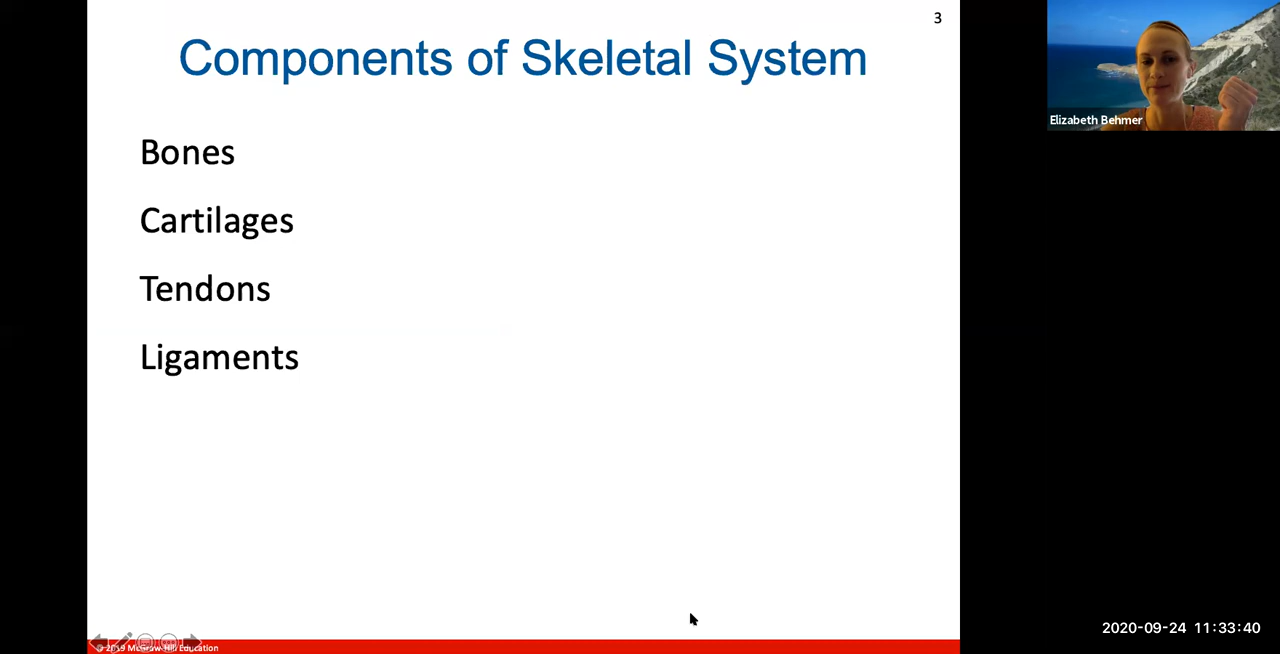 3
Components of Skeletal System
Elizabeth Behmer
Bones
Cartilages
Tendons
Ligaments
2020-09-24 11:33:40
© 2019 McGraw-Hill Education